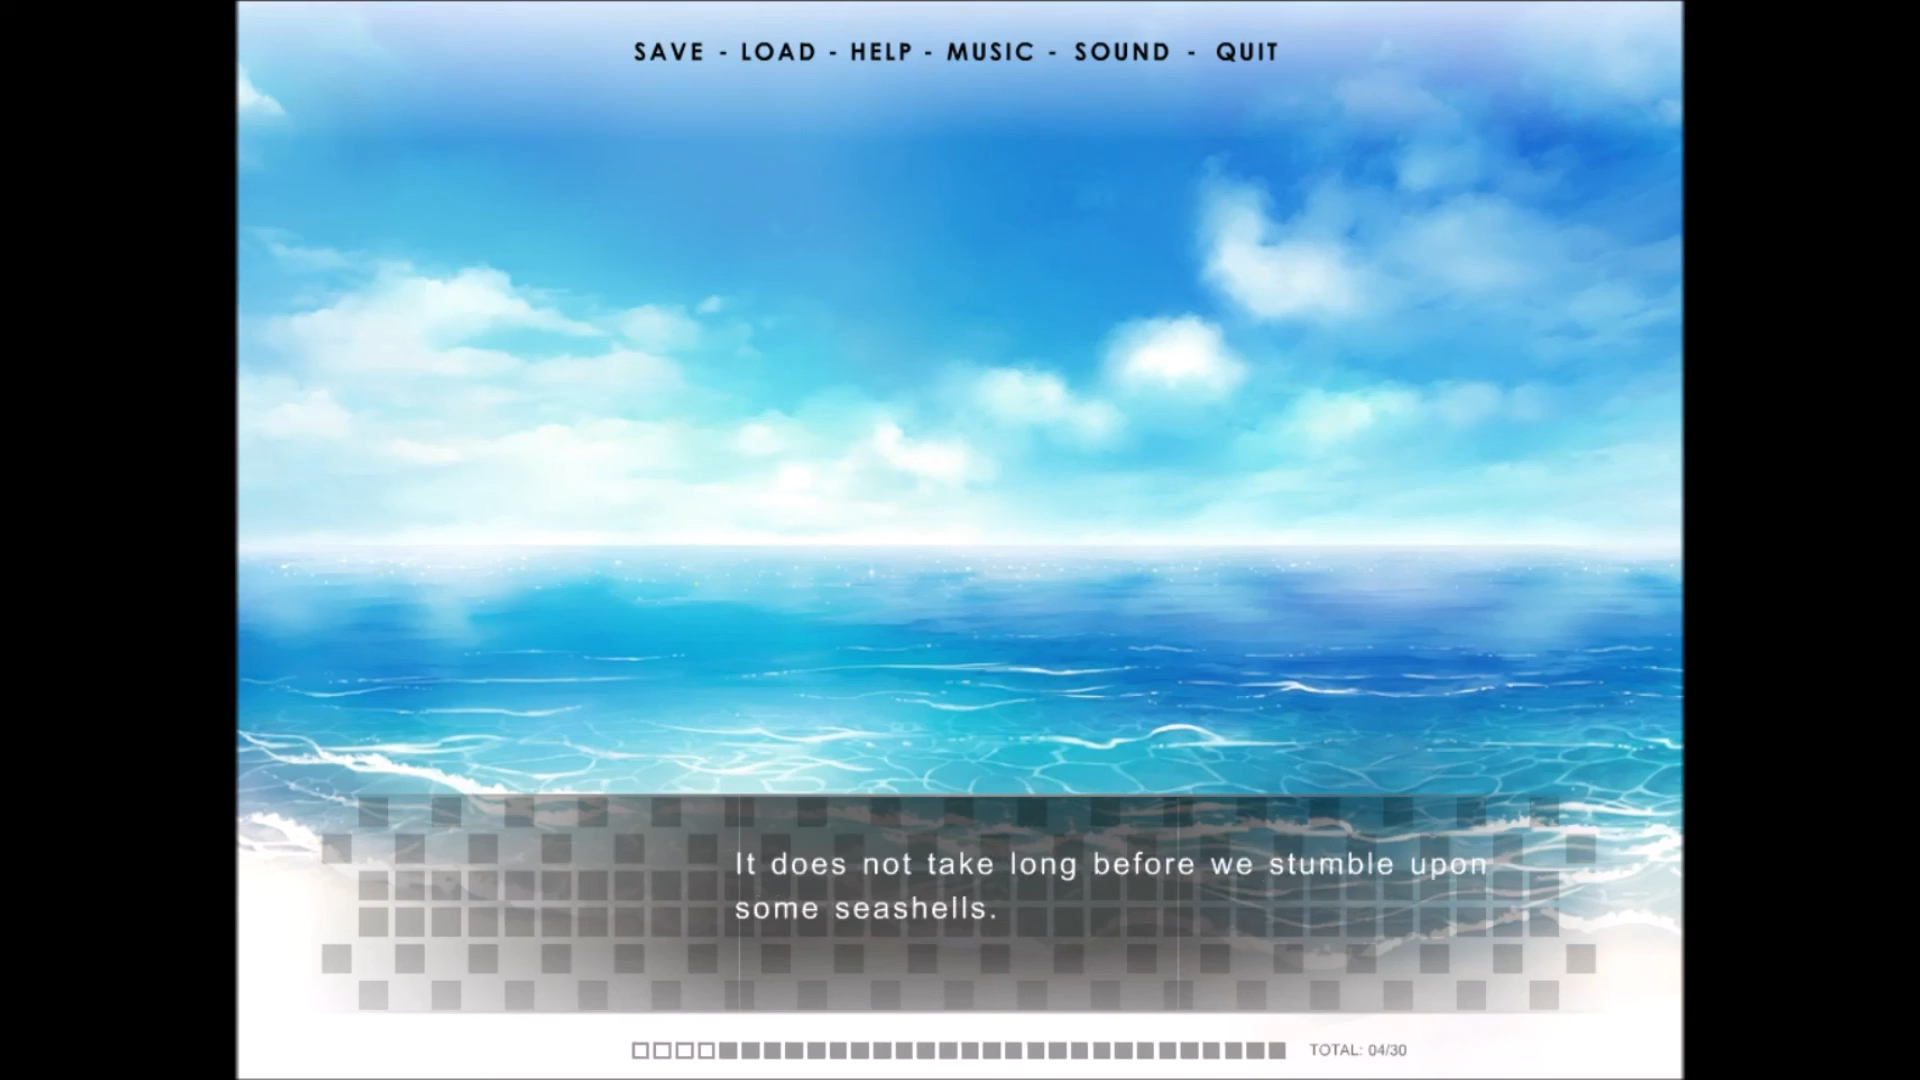 SAVE - LOAD - HELP - MUSIC - SOUND - QUIT
It does not take long before we stumble upon
some seashells.
TOTAL: 04/30